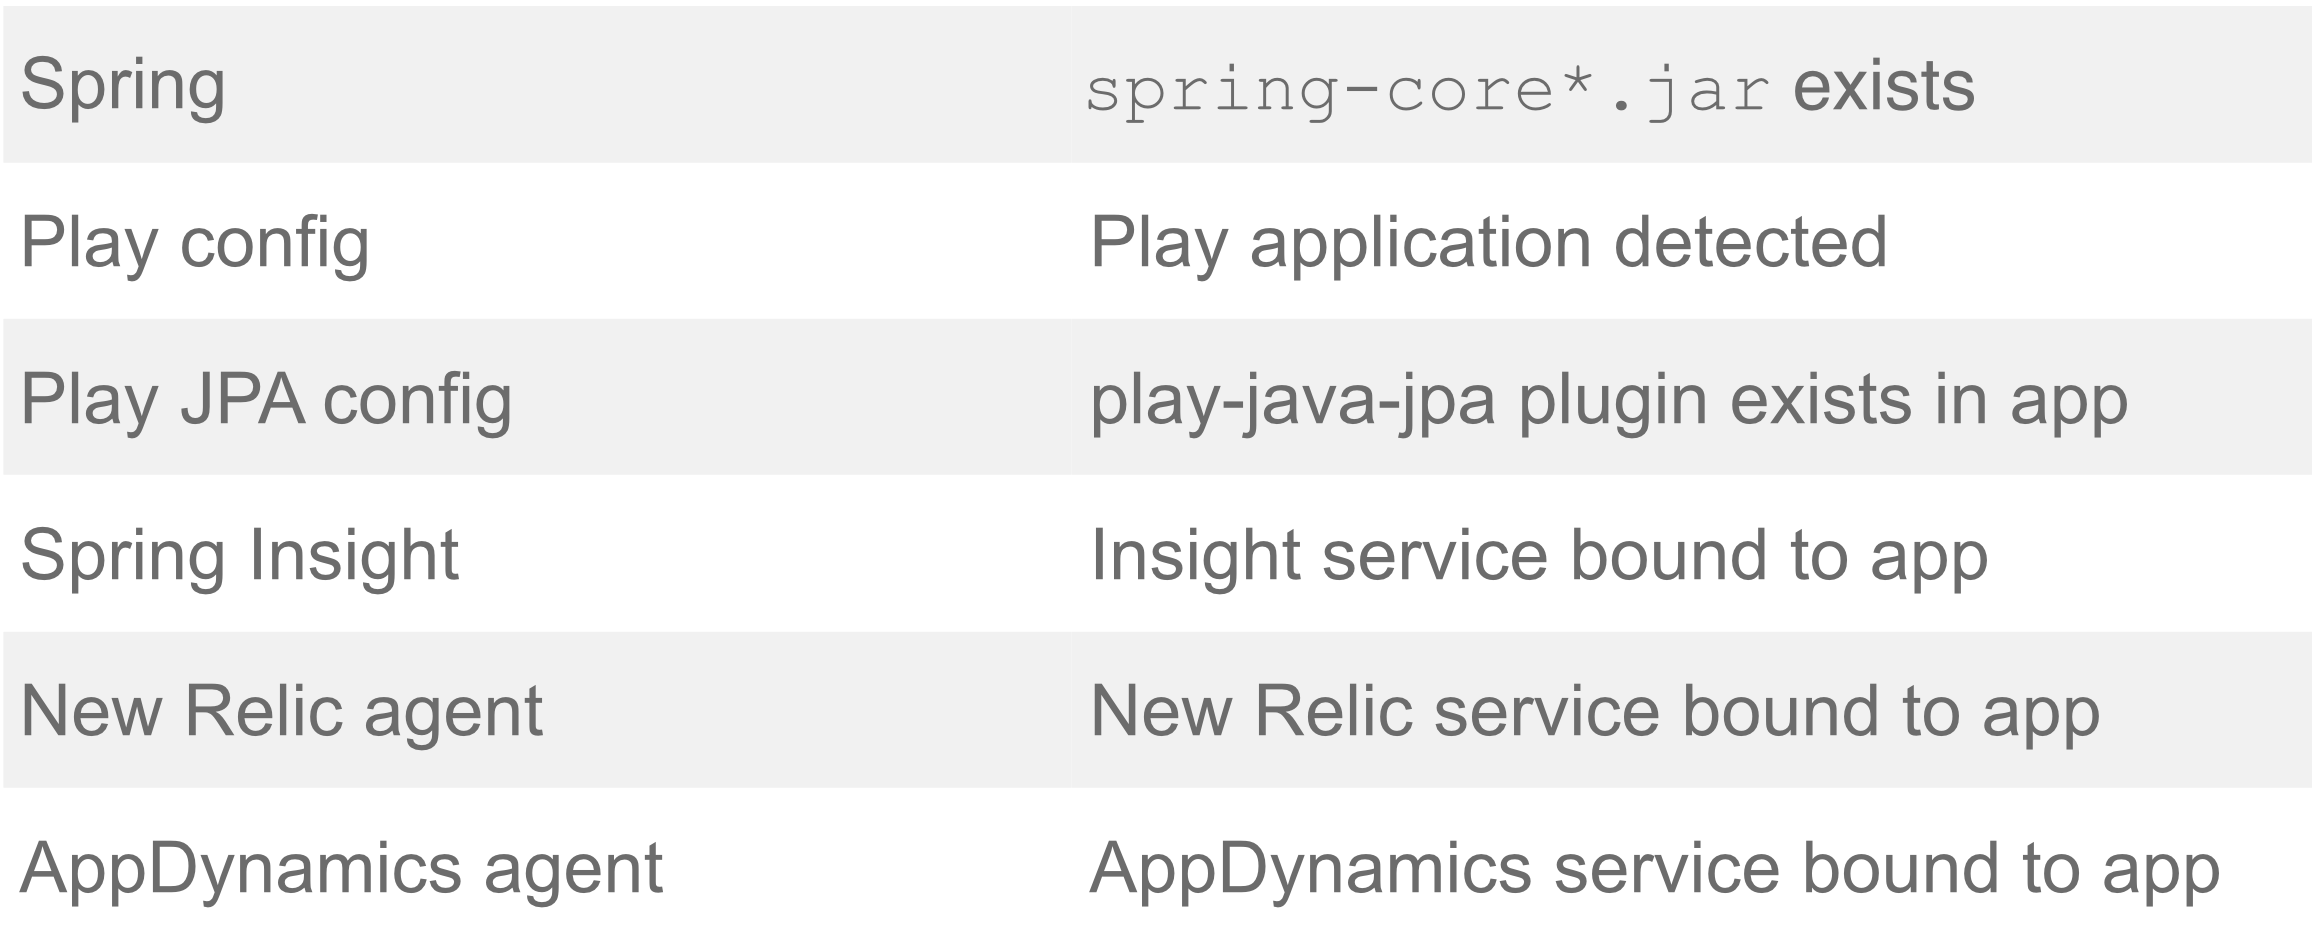 Spring spring-core*.jar exists
Play config Play application detected
Play JPA config play-java-jpa plugin exists in app
Spring Insight Insight service bound to app
New Relic agent New Relic service bound to app
AppDynamics agent AppDynamics service bound to app